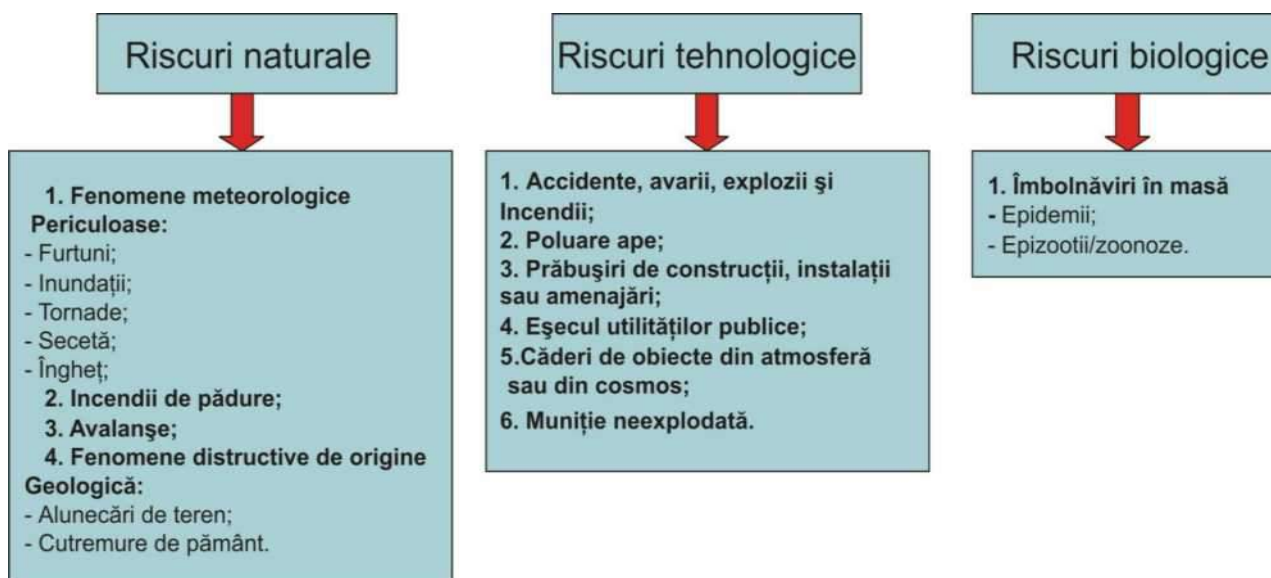 Riscuri naturale
1. Fenomene meteorologice
Periculoase:
- Furtuni;
- Inundații;
- Tornade;
- Secetă;
- Îngheț;
2. Incendii de pădure;
3. Avalanşe;
4. Fenomene distructive de origine
Geologică:
- Alunecări de teren;
- Cutremure de pământ.
Riscuri tehnologice
1. Accidente, avarii, explozii şi
Incendii;
2. Poluare ape;
3. Prăbuşiri de construcții, instalații
sau amenajări;
4. Eşecul utilităților publice;
5.Căderi de obiecte din atmosferă
sau din cosmos;
6. Muniție neexplodată.
Riscuri biologice
1. Îmbolnăviri în masă
- Epidemii;
- Epizootii/zoonoze.